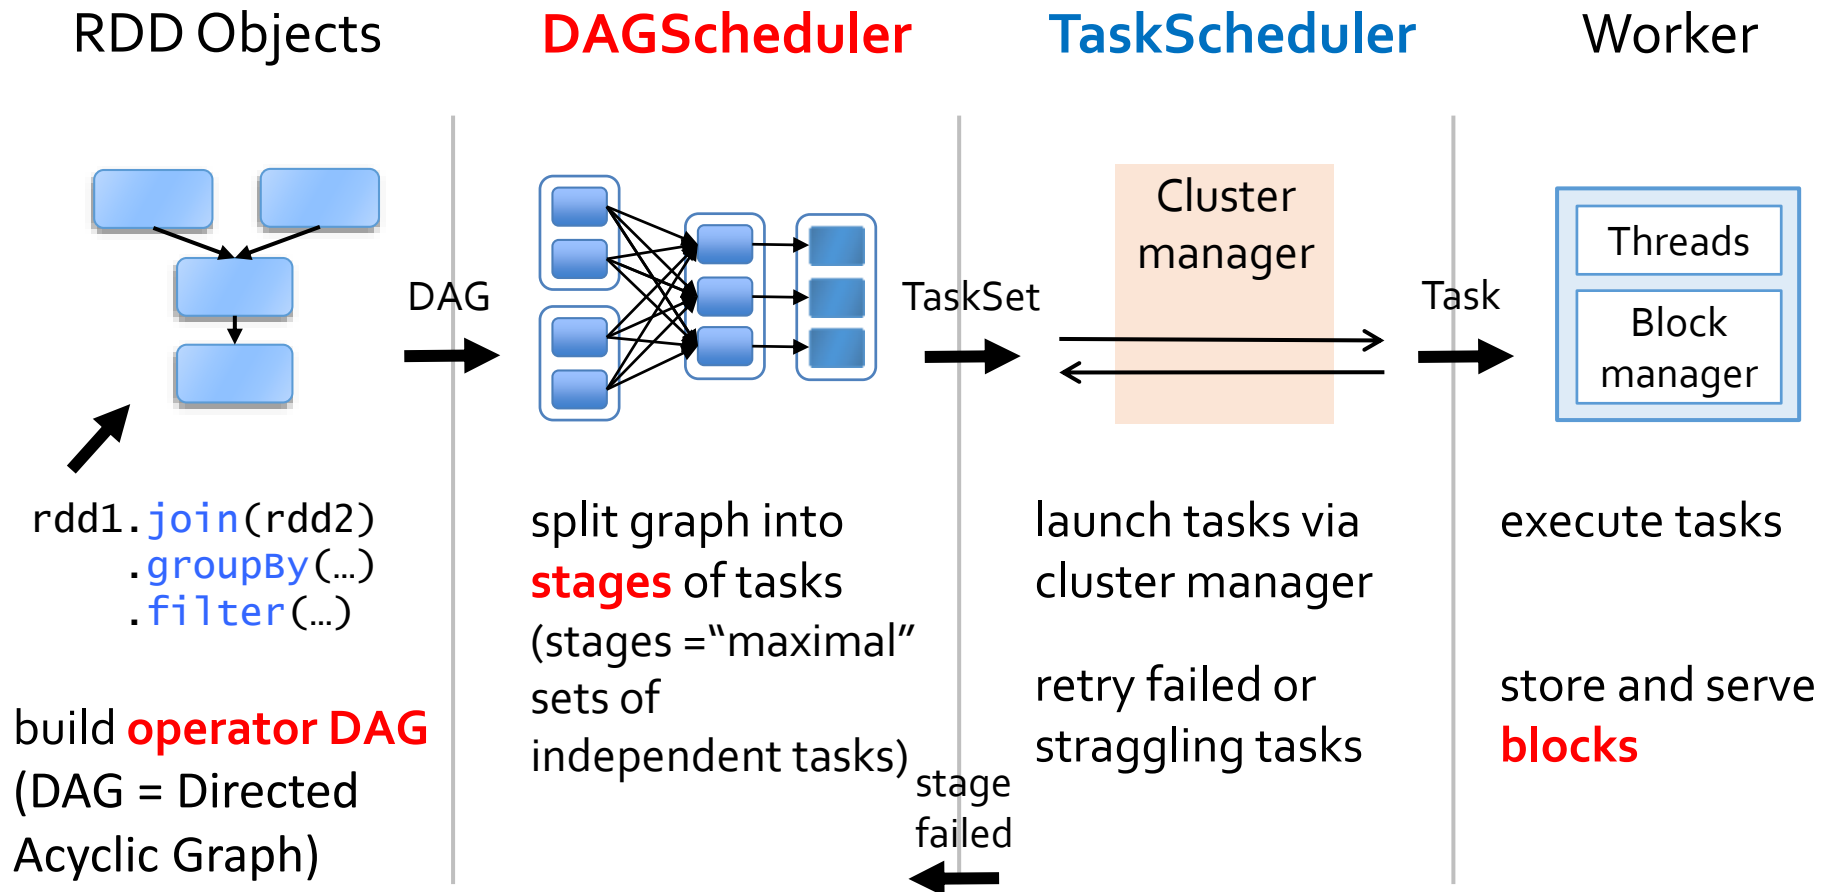 RDD Objects
DAGScheduler
TaskScheduler
Worker
DAG
TaskSet
Cluster
manager
Task
Threads
Block
manager
rdd1.join(rdd2)
.groupBy(…)
.filter(…)
build operator DAG
(DAG = Directed
Acyclic Graph)
split graph into
stages of tasks
(stages =“maximal”
sets of
independent tasks)
launch tasks via
cluster manager
retry failed or
straggling tasks
stage
failed
execute tasks
store and serve
blocks